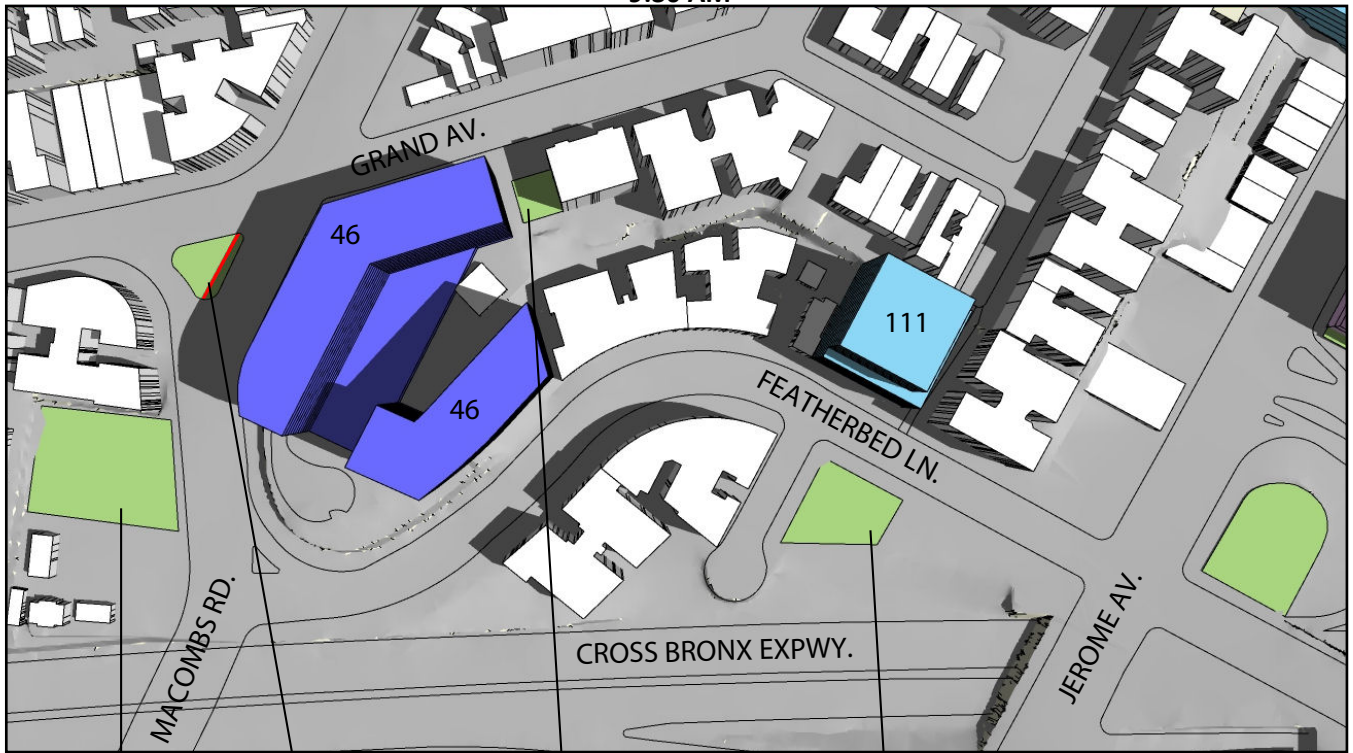 GRAND AV.
46
111
46
FEATHERBED LN.
MACOMBS RD.
CROSS BRONX EXPWY.
JEROME AV.